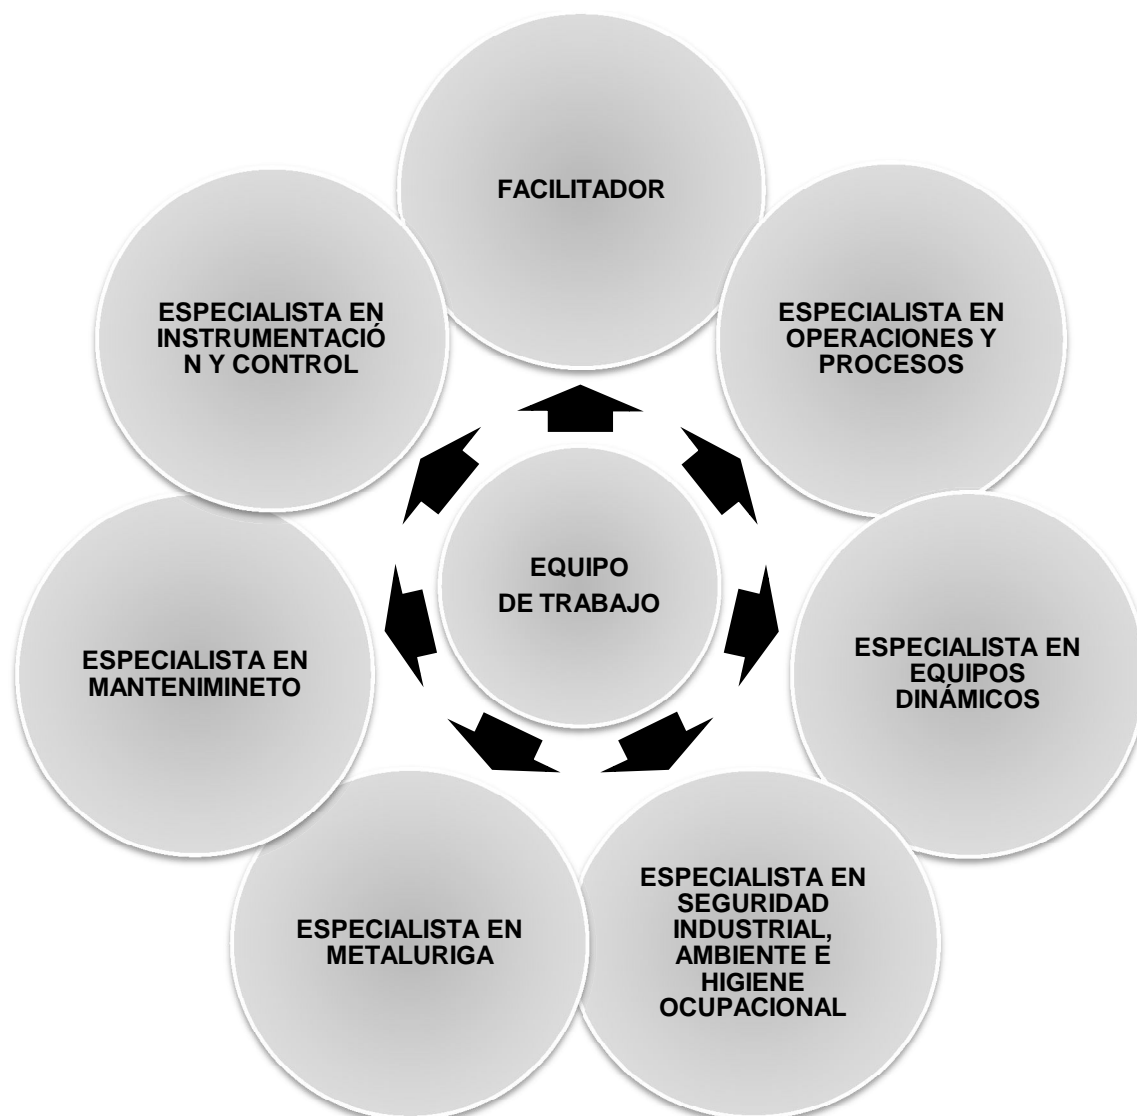 FACILITADOR
ESPECIALISTA EN
OPERACIONES Y
PROCESOS
ESPECIALISTA EN
EQUIPOS
DINÁMICOS
ESPECIALISTA EN
SEGURIDAD
INDUSTRIAL,
AMBIENTE E
HIGIENE
OCUPACIONAL
ESPECIALISTA EN
METALURIGA
ESPECIALISTA EN
MANTENIMINETO
ESPECIALISTA EN
INSTRUMENTACIÓ
N Y CONTROL
EQUIPO
DE TRABAJO